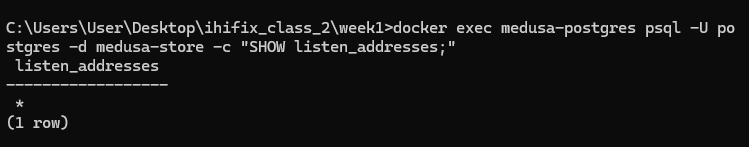 C:\Users\User\Desktop\ihifix_class_2\week1>docker exec medusa-postgres psql -U po
stgres -d medusa-store -c "SHOW listen_addresses;"
 listen_addresses
------------------
 *
(1 row)